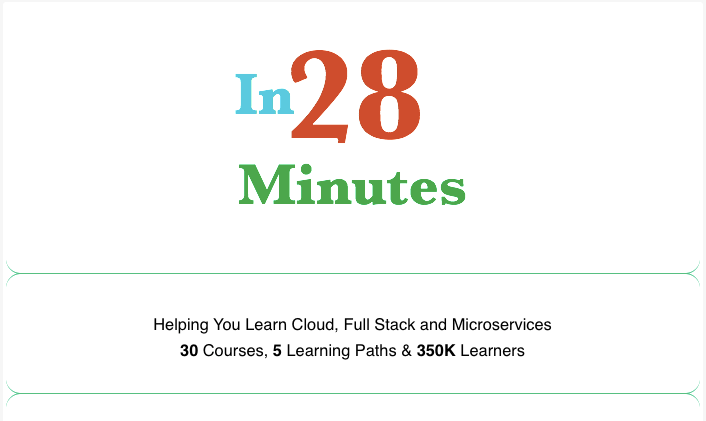 In28
Minutes
Helping You Learn Cloud, Full Stack and Microservices
30 Courses, 5 Learning Paths & 350K Learners